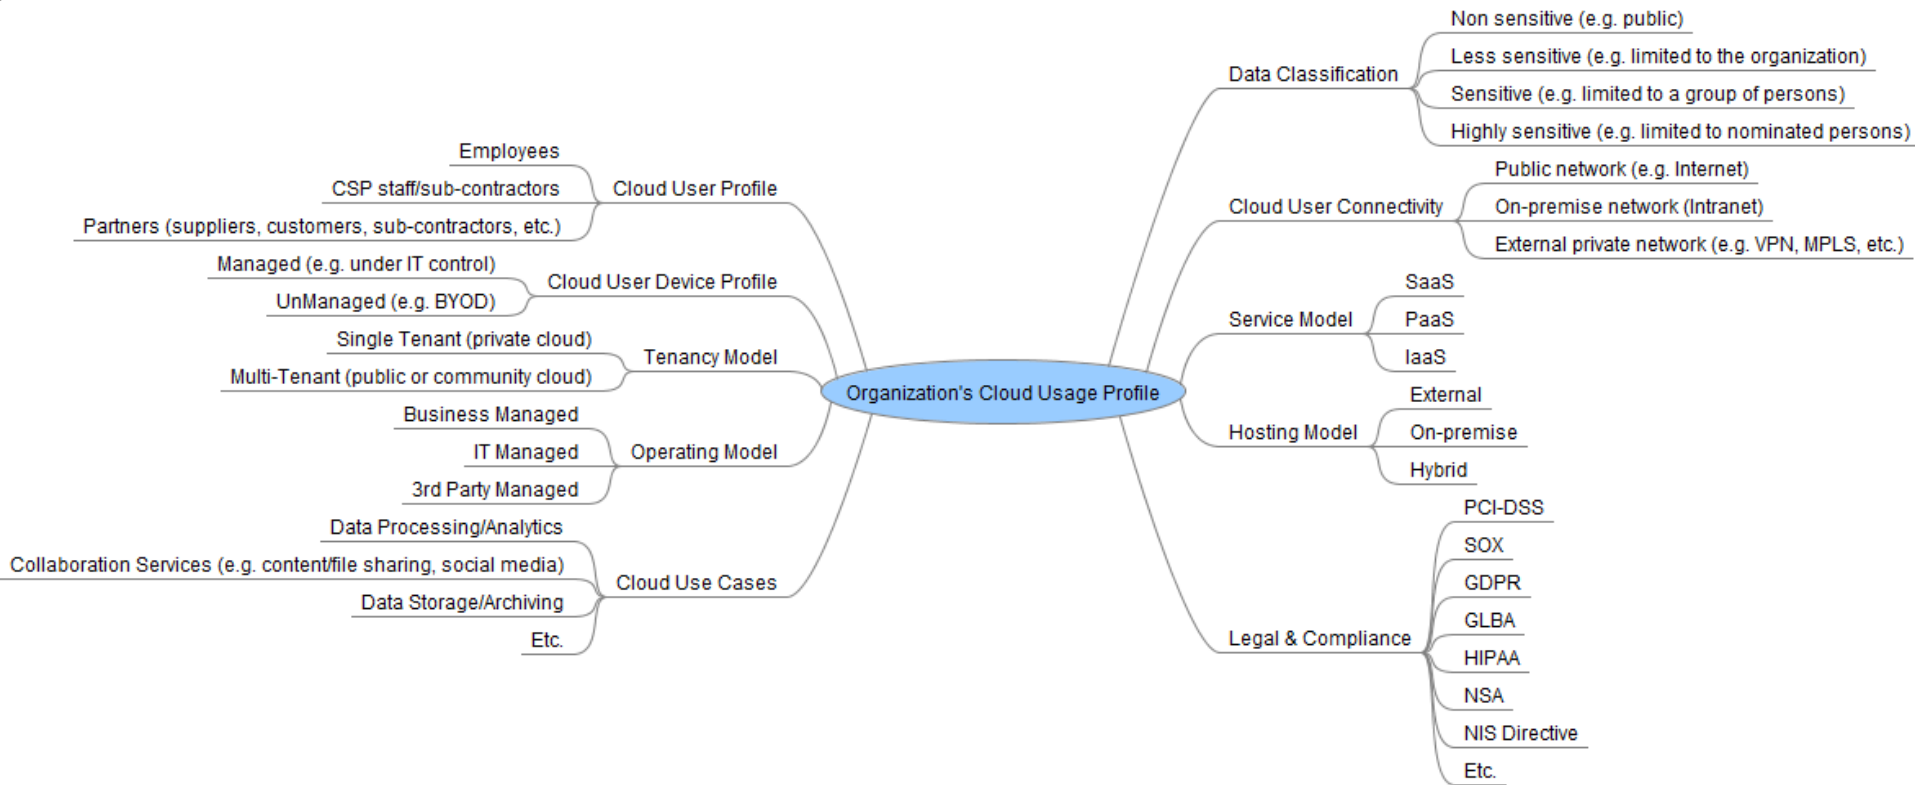 Organization's Cloud Usage Profile
Cloud User Profile
Employees
CSP staff/sub-contractors
Partners (suppliers, customers, sub-contractors, etc.)
Cloud User Device Profile
Managed (e.g. under IT control)
UnManaged (e.g. BYOD)
Tenancy Model
Single Tenant (private cloud)
Multi-Tenant (public or community cloud)
Operating Model
Business Managed
IT Managed
3rd Party Managed
Cloud Use Cases
Data Processing/Analytics
Collaboration Services (e.g. content/file sharing, social media)
Data Storage/Archiving
Etc.
Data Classification
Non sensitive (e.g. public)
Less sensitive (e.g. limited to the organization)
Sensitive (e.g. limited to a group of persons)
Highly sensitive (e.g. limited to nominated persons)
Cloud User Connectivity
Public network (e.g. Internet)
On-premise network (Intranet)
External private network (e.g. VPN, MPLS, etc.)
Service Model
SaaS
PaaS
IaaS
Hosting Model
External
On-premise
Hybrid
Legal & Compliance
PCI-DSS
SOX
GDPR
GLBA
HIPAA
NSA
NIS Directive
Etc.